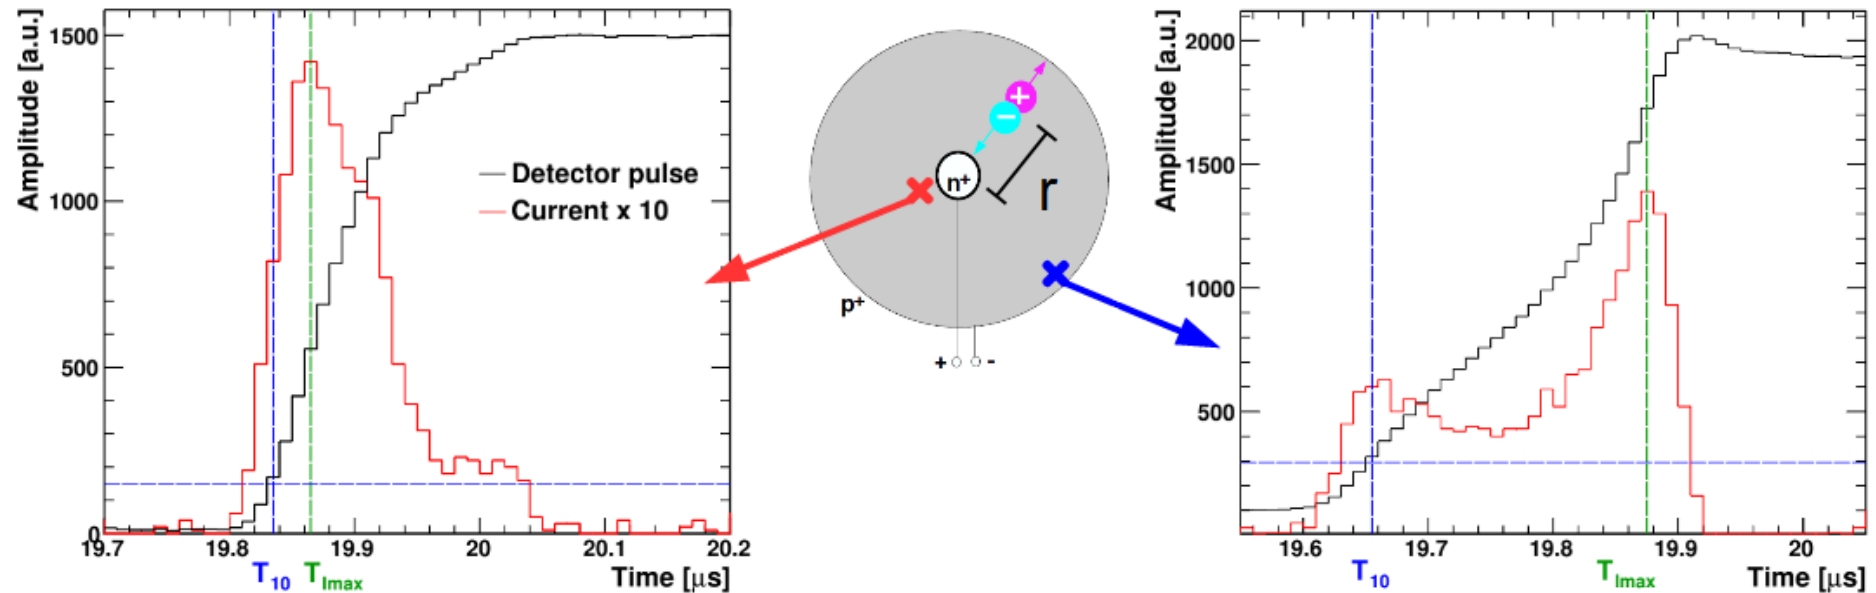 Amplitude [a.u.]
1500
1000
500
0
19.7 19.8 19.9 20 20.1 20.2
T10 TImax Time [μs]
Detector pulse
Current x 10
+
−
n+
r
p+
+ -
Amplitude [a.u.]
2000
1500
1000
500
19.6 19.7 19.8 19.9 20
T10 TImax Time [μs]